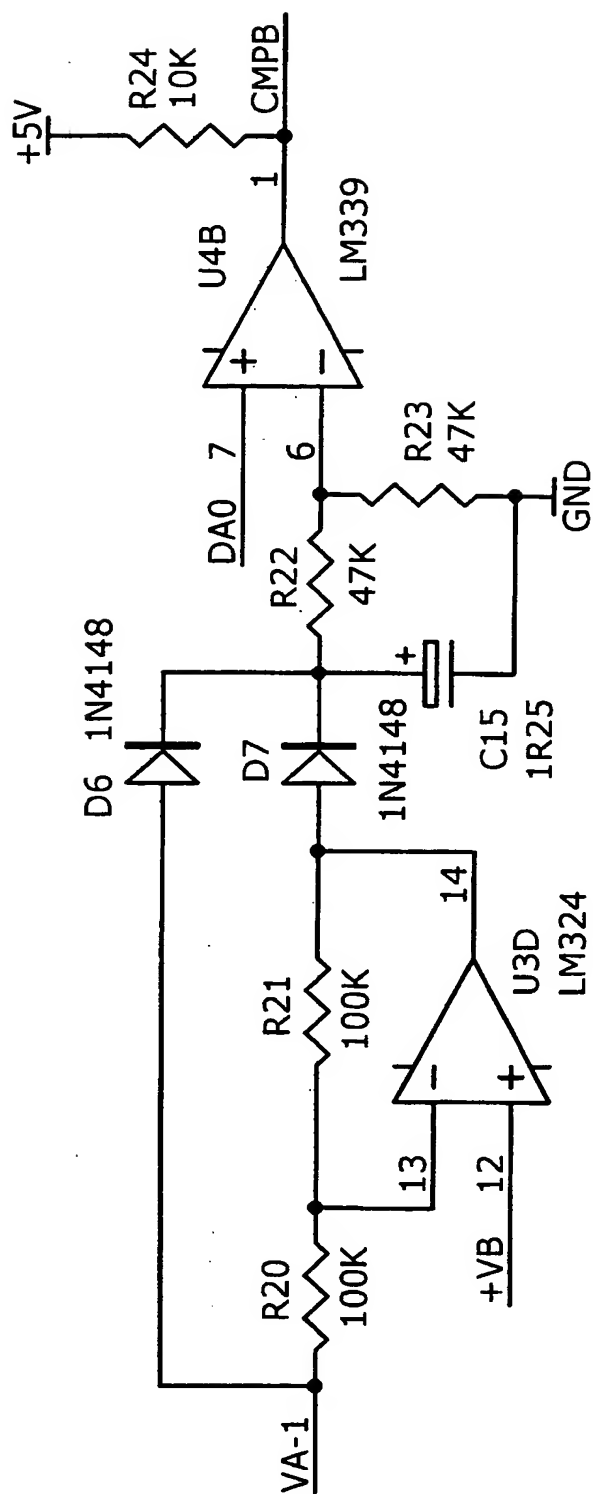 VA-1
R20
100K
+VB
13
12
−
+
R21
100K
14
U3D
LM324
D6 1N4148
D7
1N4148
+
C15
1R25
R22
47K
R23
47K
GND
DA0
7
6
+
−
U4B
LM339
1
+5V
R24
10K
CMPB